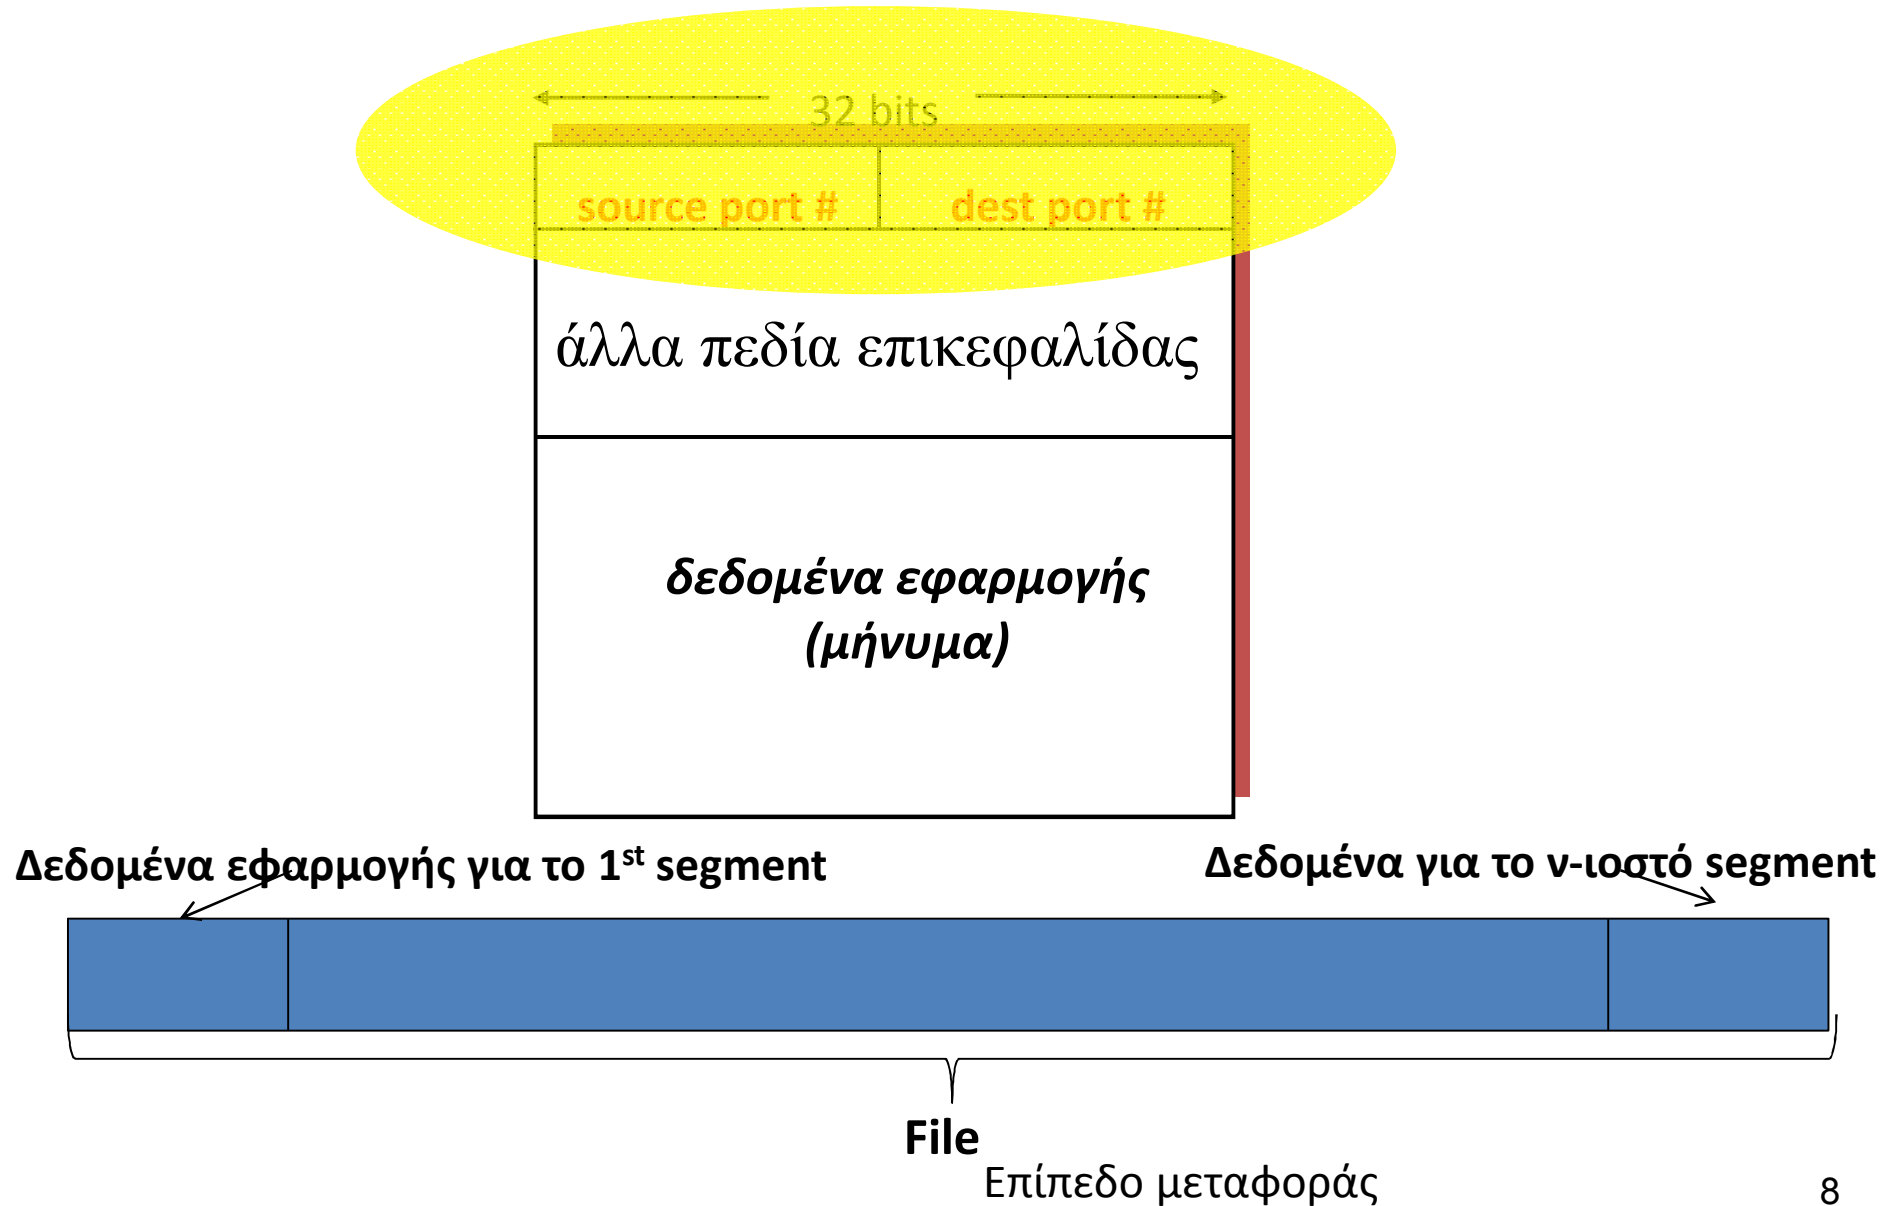 32 bits
source port # dest port #
άλλα πεδία επικεφαλίδας
δεδομένα εφαρμογής
(μήνυμα)
Δεδομένα εφαρμογής για το 1st segment
Δεδομένα για το ν-ιοστό segment
File
Επίπεδο μεταφοράς
8